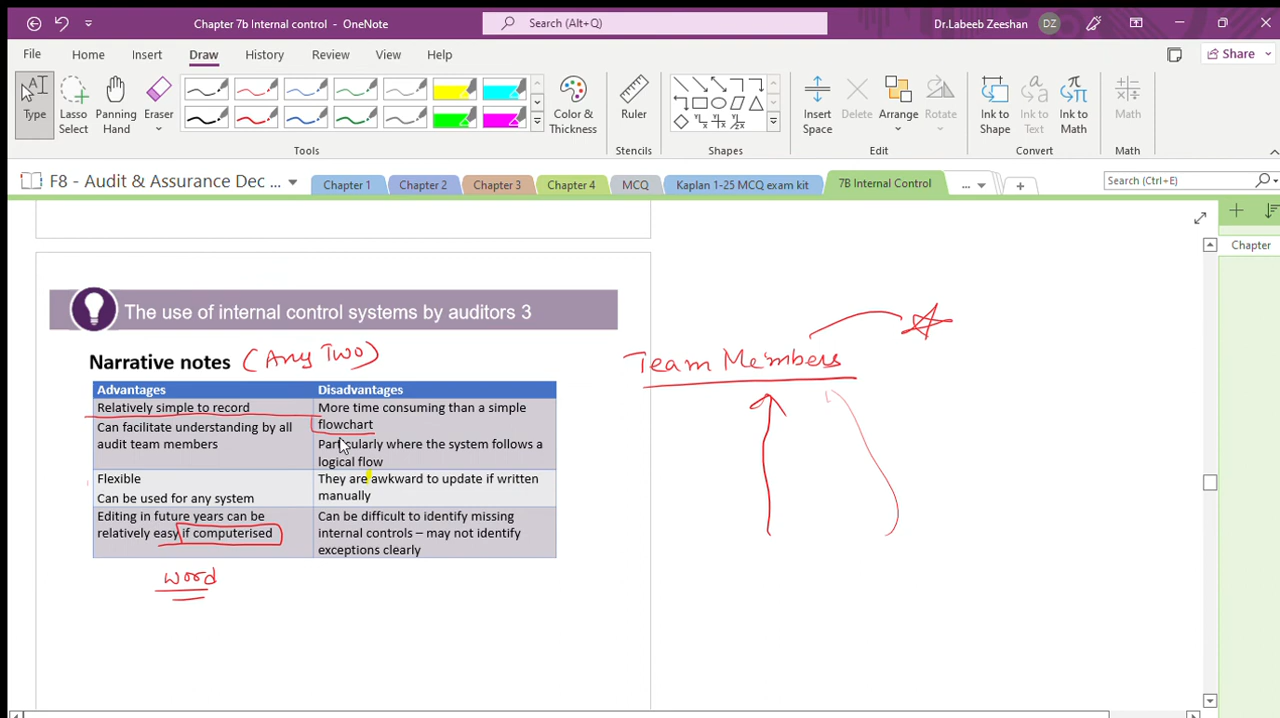 Chapter 7b Internal control - OneNote
Search (Alt+Q)
Dr.Labeeb Zeeshan
DZ
File
Home
Insert
Draw
History
Review
View
Help
Share
Type
Lasso Select
Panning Hand
Eraser
Color & Thickness
Ruler
Insert Space
Delete
Arrange
Rotate
Ink to Shape
Ink to Text
Ink to Math
Math
Tools
Stencils
Shapes
Edit
Convert
Math
F8 - Audit & Assurance Dec ...
Chapter 1
Chapter 2
Chapter 3
Chapter 4
MCQ
Kaplan 1-25 MCQ exam kit
7B Internal Control
...
Search (Ctrl+E)
Chapter
The use of internal control systems by auditors 3
Narrative notes (Any Two)
Advantages
Disadvantages
Relatively simple to record
Can facilitate understanding by all
audit team members
More time consuming than a simple
flowchart
Particularly where the system follows a
logical flow
Flexible
Can be used for any system
They are awkward to update if written
manually
Editing in future years can be
relatively easy if computerised
Can be difficult to identify missing
internal controls – may not identify
exceptions clearly
word
Team Members